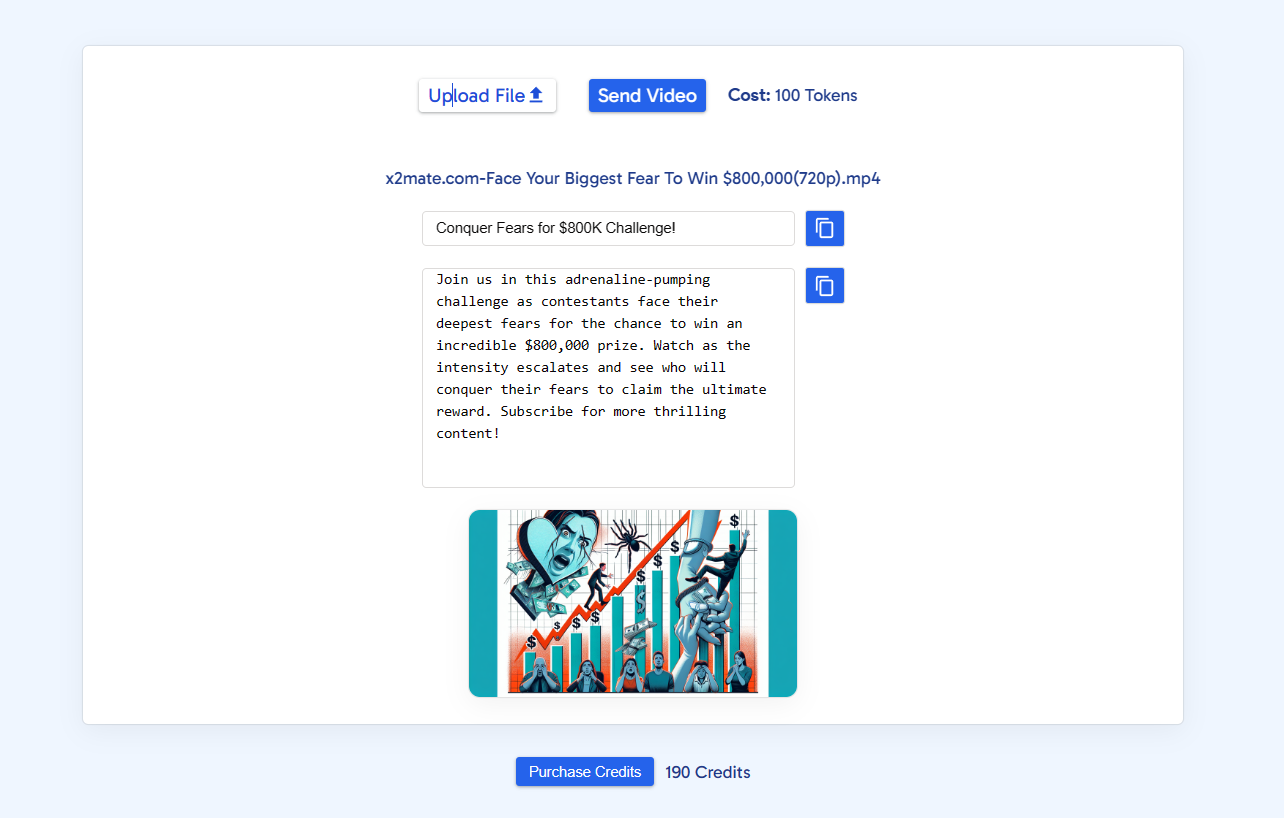 Upload File
Send Video
Cost: 100 Tokens
x2mate.com-Face Your Biggest Fear To Win $800,000(720p).mp4
Conquer Fears for $800K Challenge!
Join us in this adrenaline-pumping
challenge as contestants face their
deepest fears for the chance to win an
incredible $800,000 prize. Watch as the
intensity escalates and see who will
conquer their fears to claim the ultimate
reward. Subscribe for more thrilling
content!
$
$
$
$
$
$
$
$
Purchase Credits
190 Credits